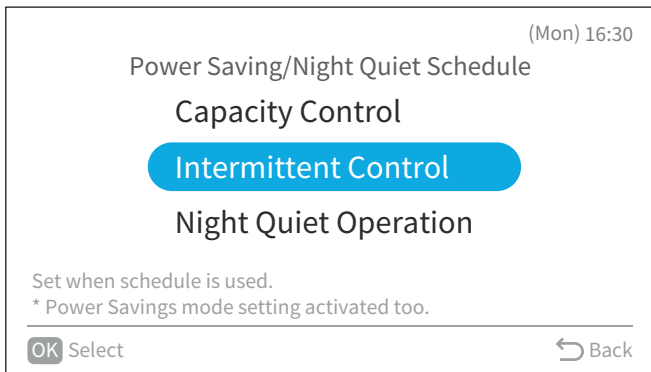 (Mon) 16:30
Power Saving/Night Quiet Schedule
Capacity Control
Intermittent Control
Night Quiet Operation
Set when schedule is used.
* Power Savings mode setting activated too.
OK Select Back